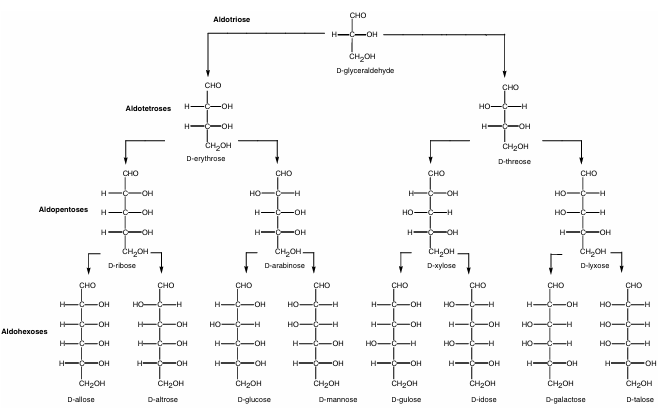 Aldotriose
CHO
H C OH
CH2OH
D-glyceraldehyde
Aldotetroses
CHO CHO
H C OH HO C H
H C OH H C OH
CH2OH CH2OH
D-erythrose D-threose
Aldopentoses
CHO CHO CHO CHO
H C OH HO C H H C OH HO C H
H C OH H C OH HO C H HO C H
H C OH H C OH H C OH H C OH
CH2OH CH2OH CH2OH CH2OH
D-ribose D-arabinose D-xylose D-lyxose
Aldohexoses
CHO CHO CHO CHO CHO CHO CHO CHO
H C OH HO C H H C OH HO C H H C OH HO C H H C OH HO C H
H C OH H C OH HO C H HO C H H C OH H C OH HO C H HO C H
H C OH H C OH H C OH H C OH HO C H HO C H HO C H HO C H
H C OH H C OH H C OH H C OH H C OH H C OH H C OH H C OH
CH2OH CH2OH CH2OH CH2OH CH2OH CH2OH CH2OH CH2OH
D-allose D-altrose D-glucose D-mannose D-gulose D-idose D-galactose D-talose